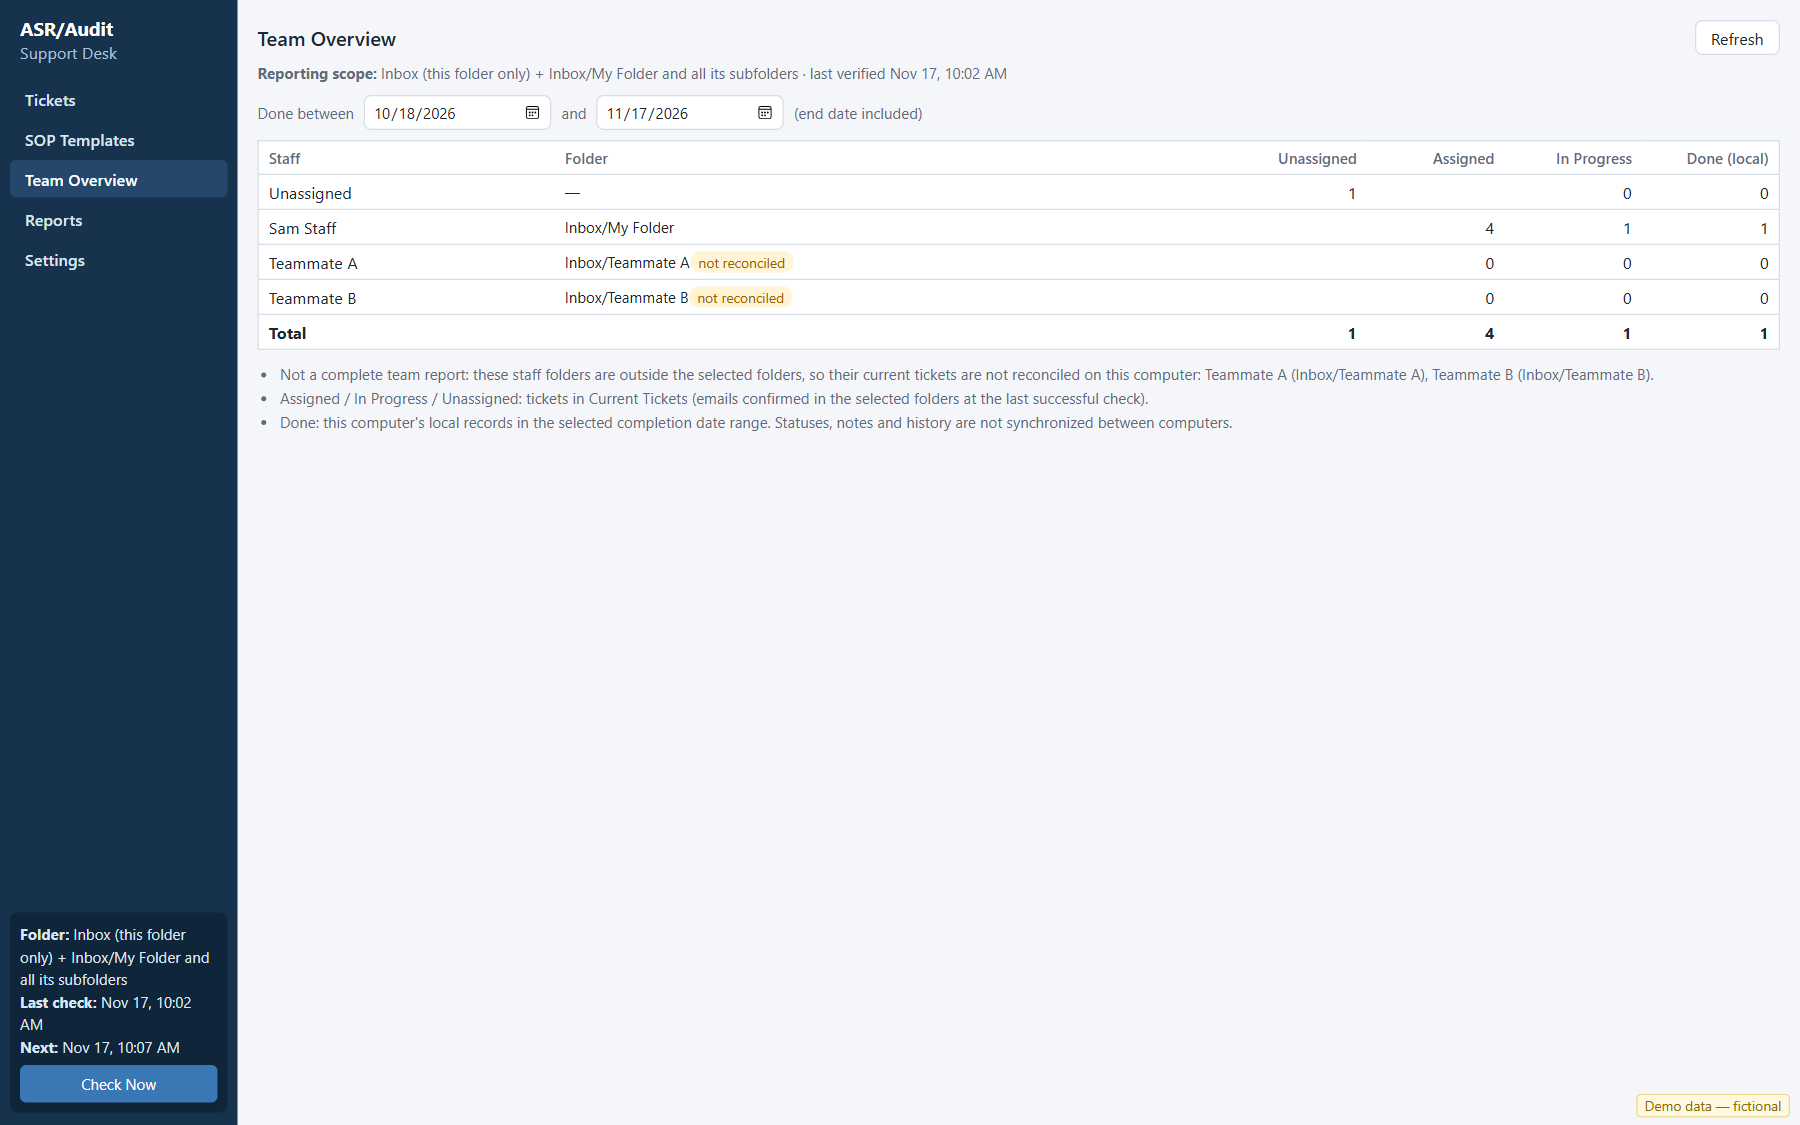 ASR/Audit
Support Desk
Tickets
SOP Templates
Team Overview
Reports
Settings
Folder: Inbox (this folder
only) + Inbox/My Folder and
all its subfolders
Last check: Nov 17, 10:02
AM
Next: Nov 17, 10:07 AM
Check Now
Team Overview
Refresh
Reporting scope: Inbox (this folder only) + Inbox/My Folder and all its subfolders · last verified Nov 17, 10:02 AM
Done between 10/18/2026 and 11/17/2026 (end date included)
Staff Folder Unassigned Assigned In Progress Done (local)
Unassigned — 1 0 0
Sam Staff Inbox/My Folder 4 1 1
Teammate A Inbox/Teammate A not reconciled 0 0 0
Teammate B Inbox/Teammate B not reconciled 0 0 0
Total 1 4 1 1
• Not a complete team report: these staff folders are outside the selected folders, so their current tickets are not reconciled on this computer: Teammate A (Inbox/Teammate A), Teammate B (Inbox/Teammate B).
• Assigned / In Progress / Unassigned: tickets in Current Tickets (emails confirmed in the selected folders at the last successful check).
• Done: this computer's local records in the selected completion date range. Statuses, notes and history are not synchronized between computers.
Demo data — fictional